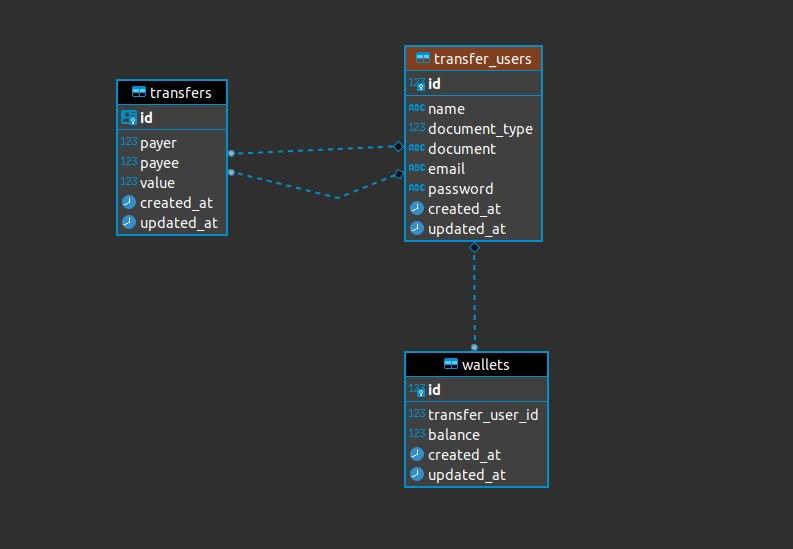 transfers
id
123 payer
123 payee
123 value
created_at
updated_at
transfer_users
123 id
ABC name
123 document_type
ABC document
ABC email
ABC password
created_at
updated_at
wallets
123 id
123 transfer_user_id
123 balance
created_at
updated_at